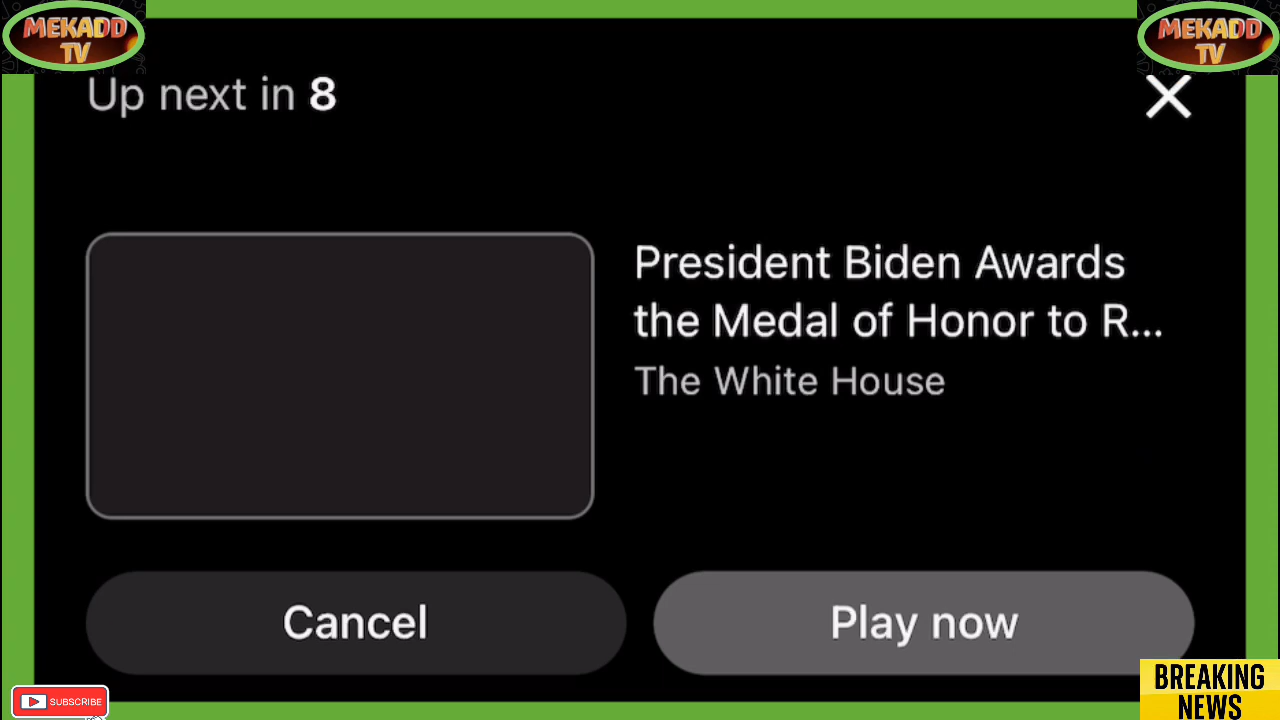 MEKADD
TV
MEKADD
TV
Up next in 8
President Biden Awards
the Medal of Honor to R...
The White House
Cancel
Play now
SUBSCRIBE
BREAKING
NEWS